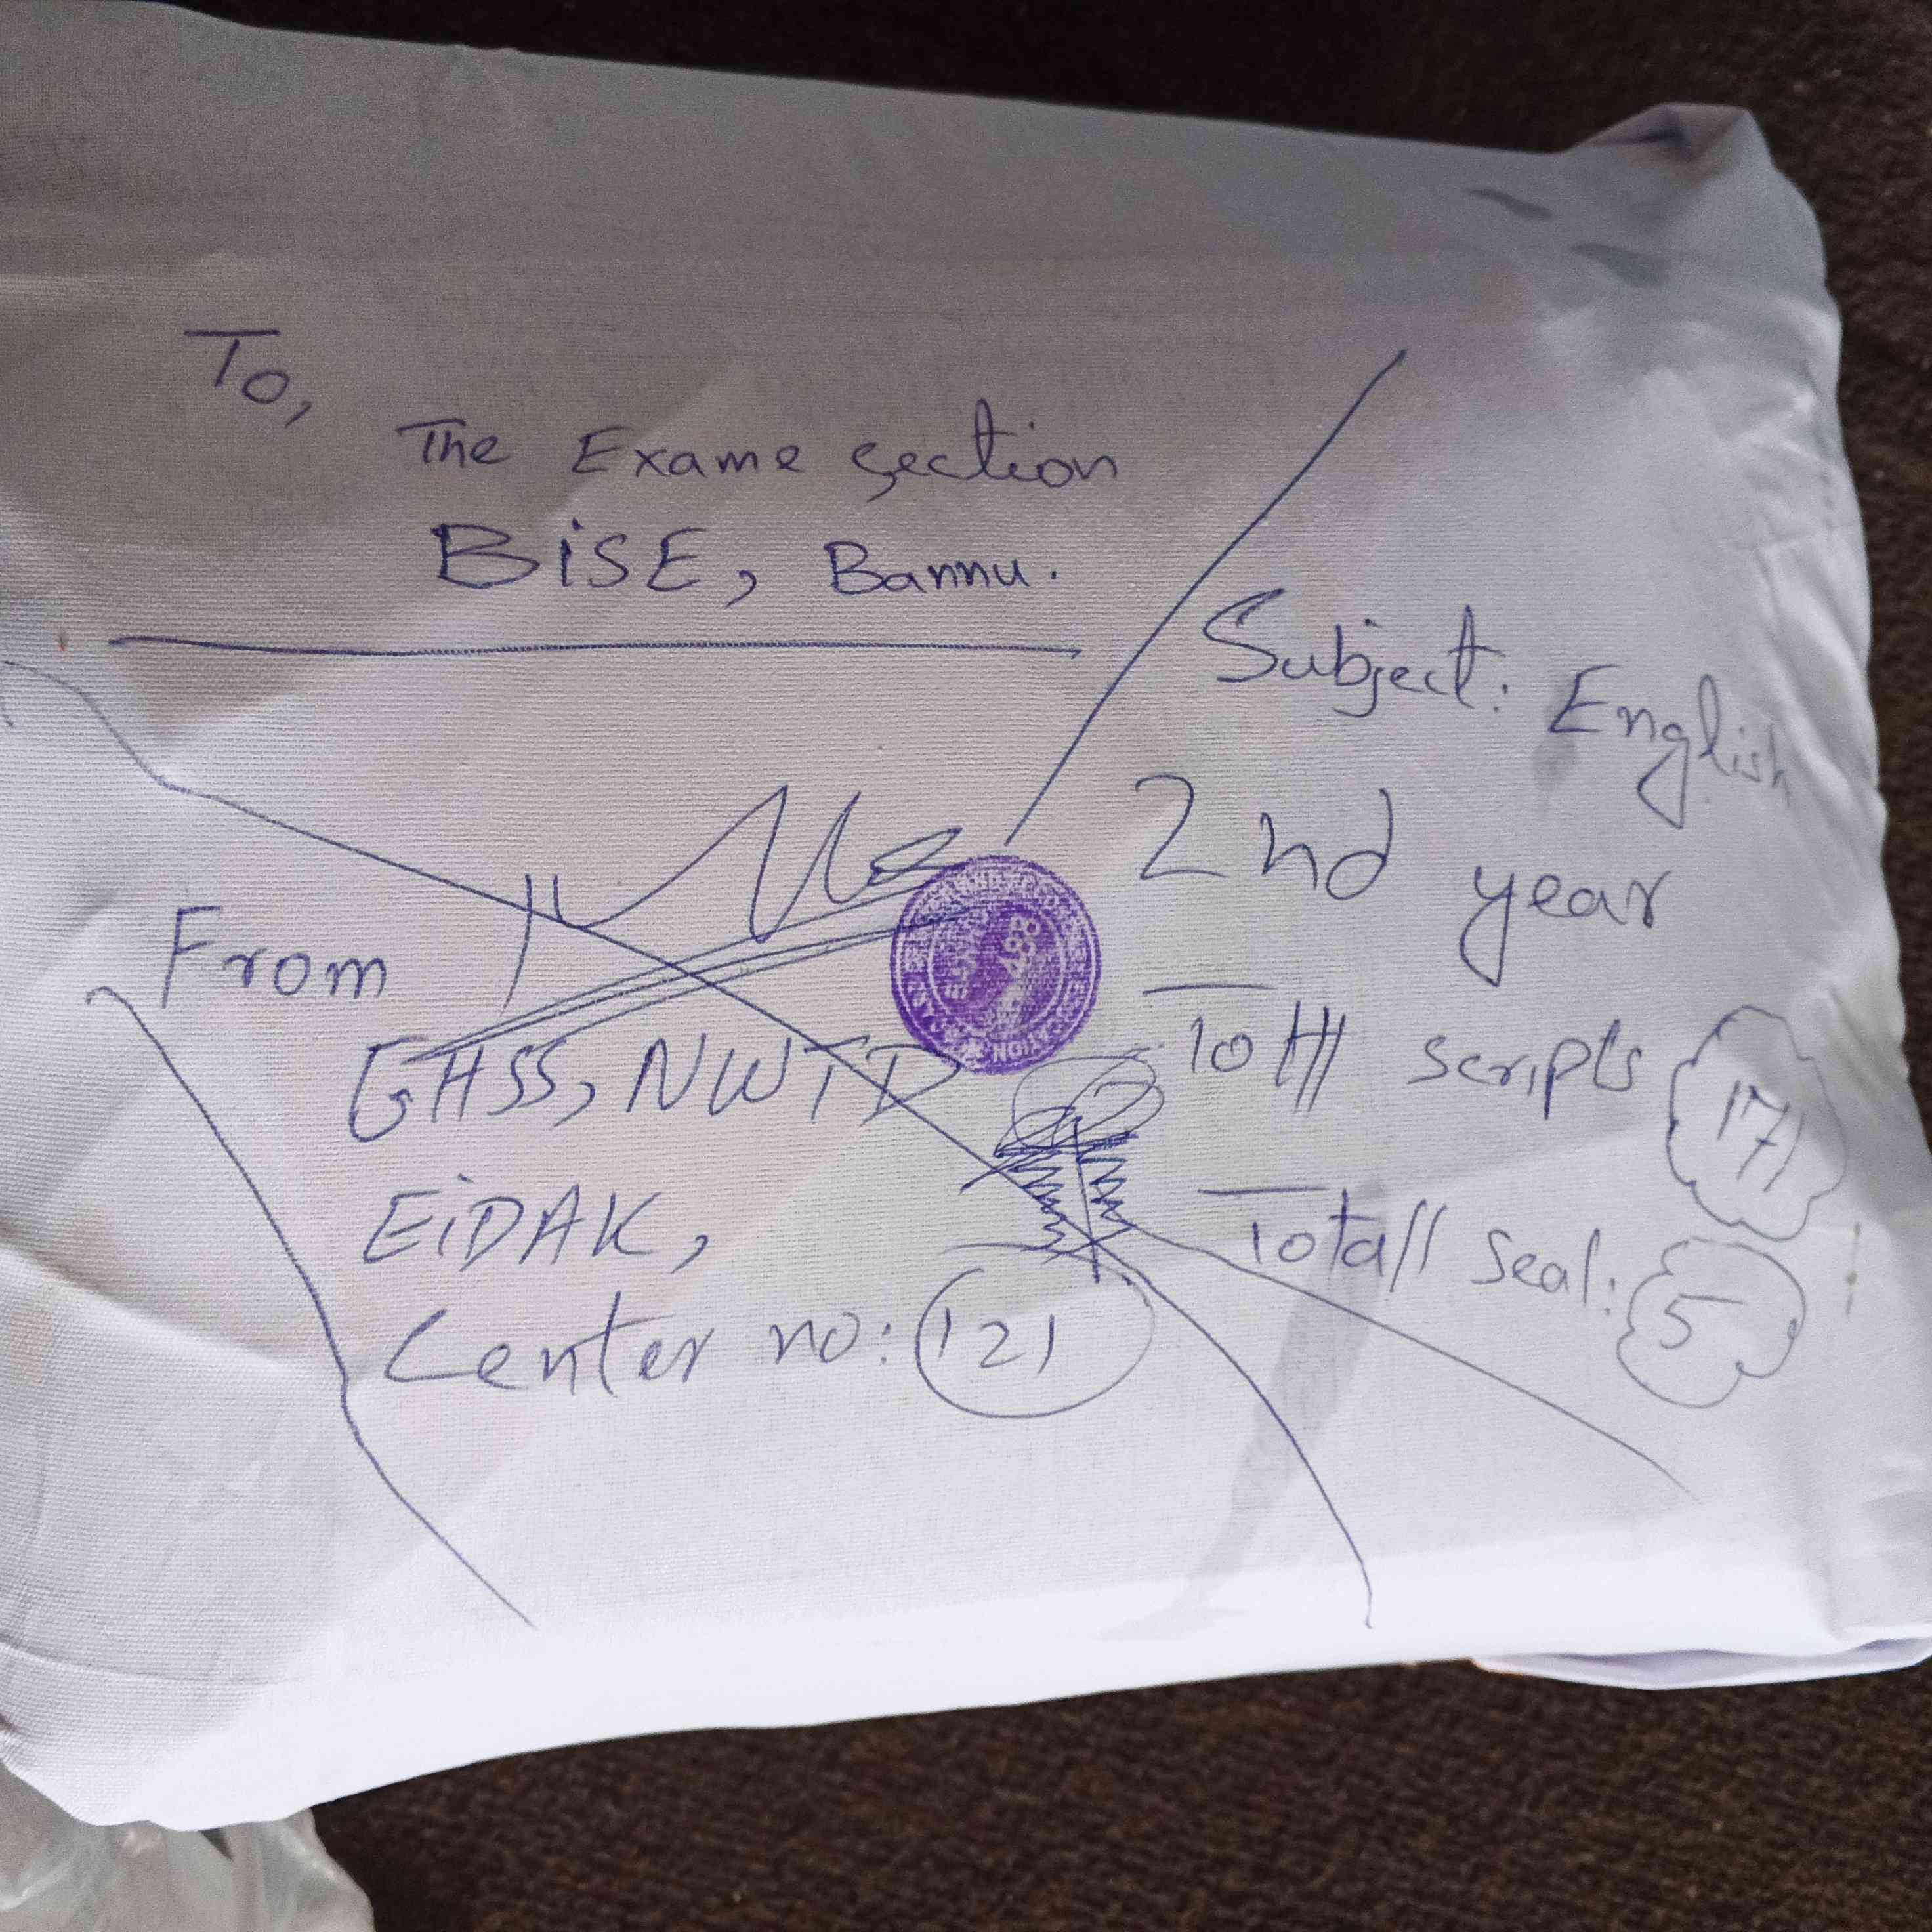 To,
The Exame section
BiSE, Bannu.
Subject: English
2nd year
Totll scripts 171
Totall seal: 5
From
GHSS, NWTD
EiDAK,
Center no: 121